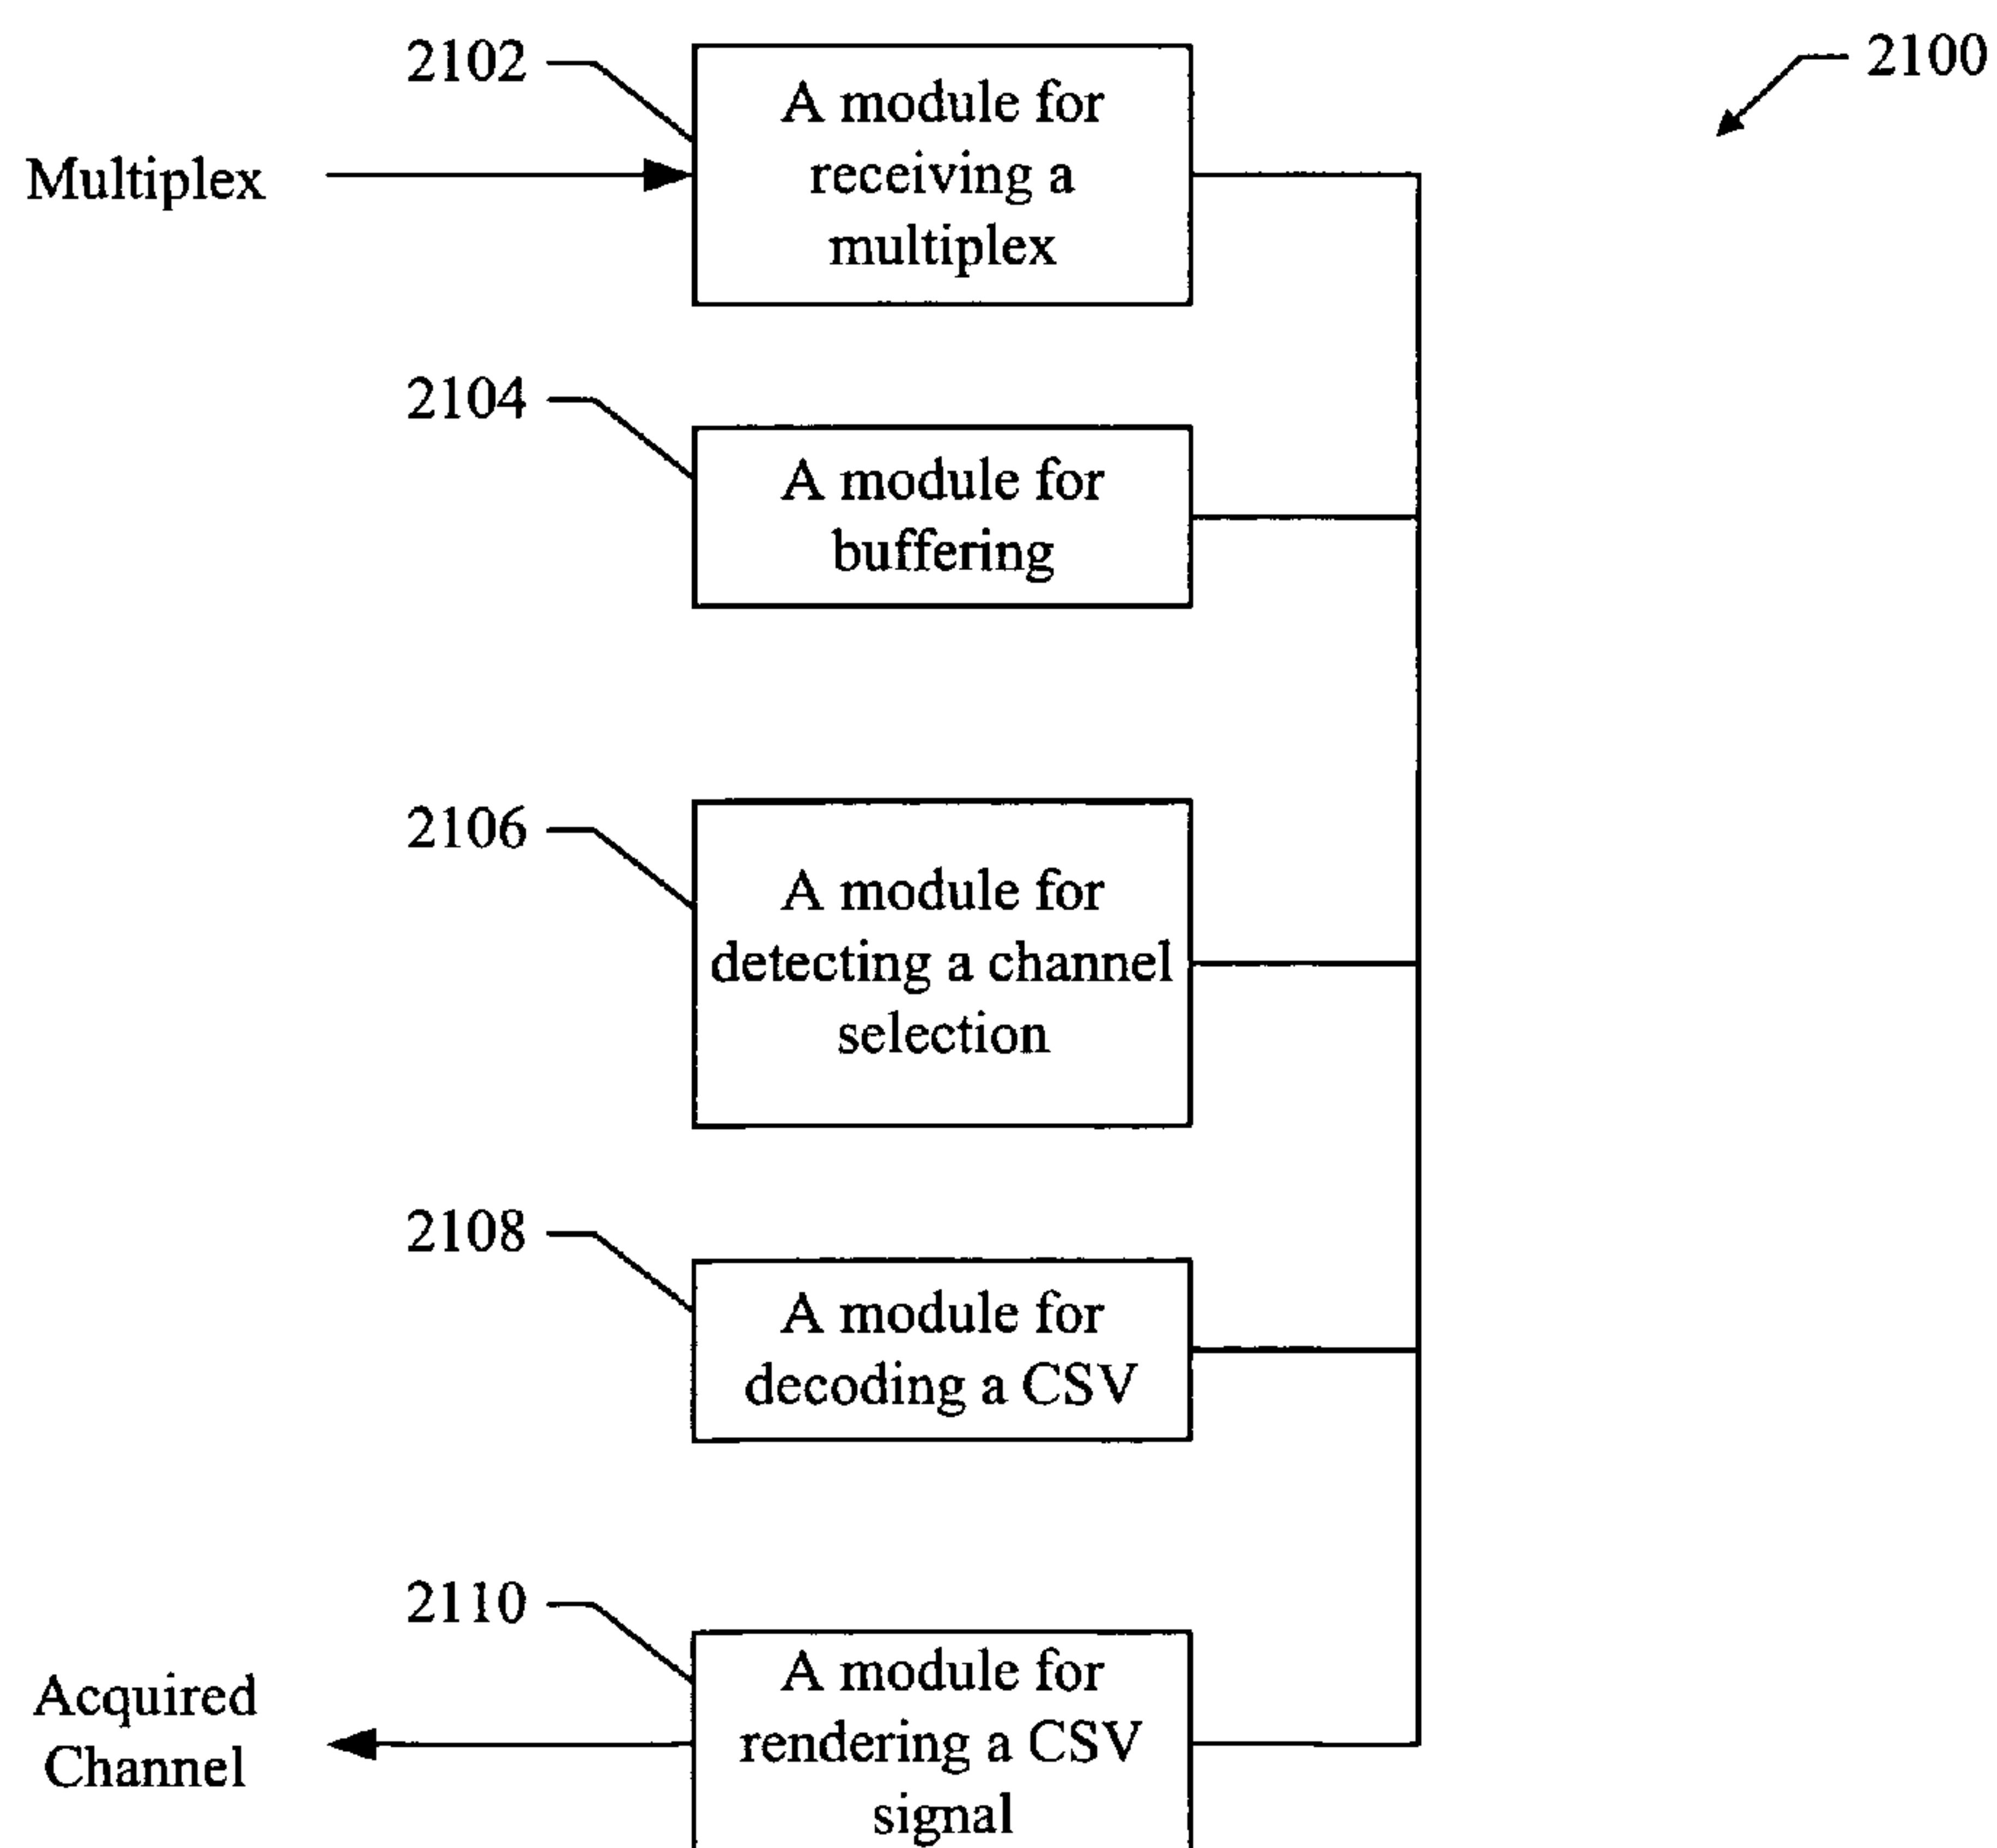 2102
2100
A module for
receiving a
multiplex
Multiplex
2104
A module for
buffering
2106
A module for
detecting a channel
selection
2108
A module for
decoding a CSV
2110
A module for
rendering a CSV
signal
Acquired
Channel